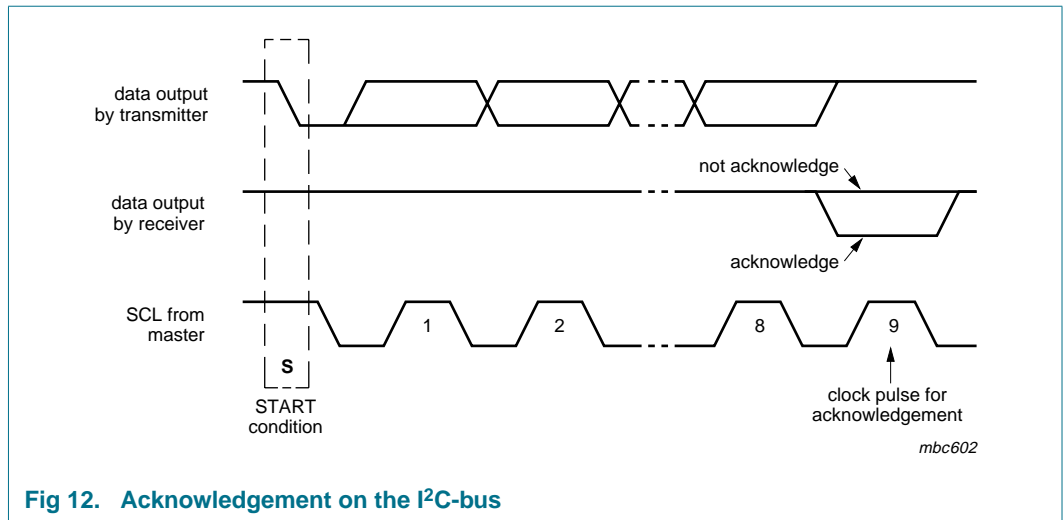 data output
by transmitter
not acknowledge
data output
by receiver
acknowledge
SCL from
master
1
2
8
9
S
START
condition
clock pulse for
acknowledgement
mbc602
Fig 12. Acknowledgement on the I²C-bus